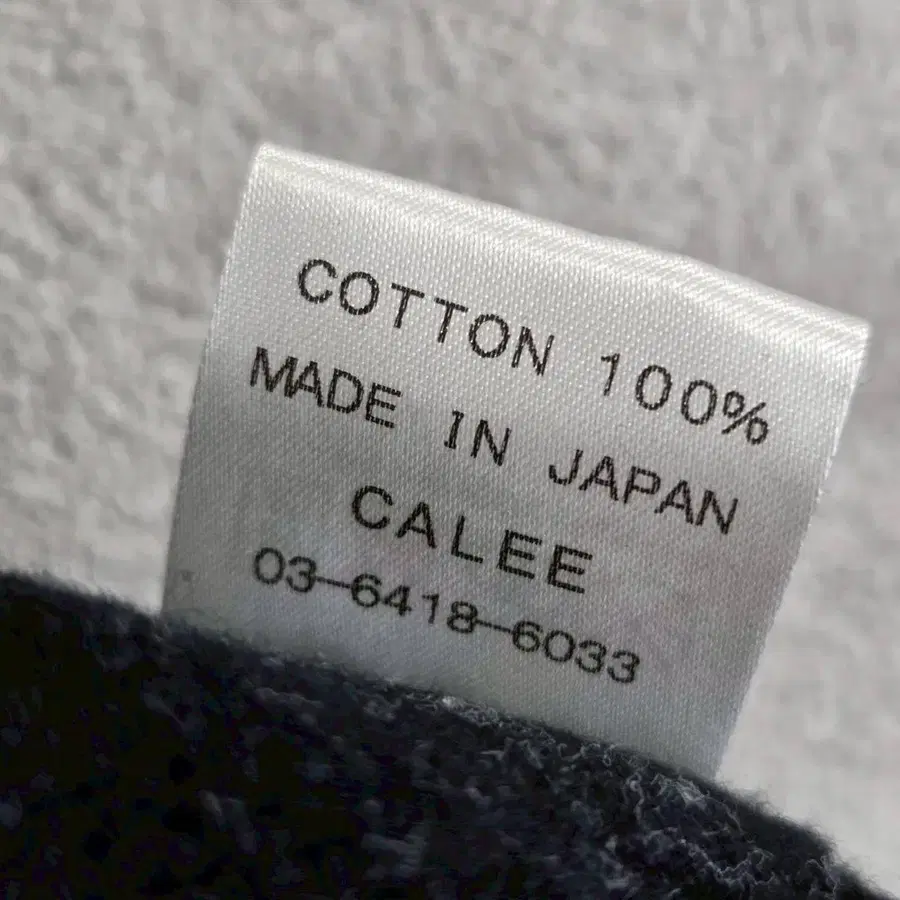 COTTON 100%
MADE IN JAPAN
CALEE
03-6418-6033